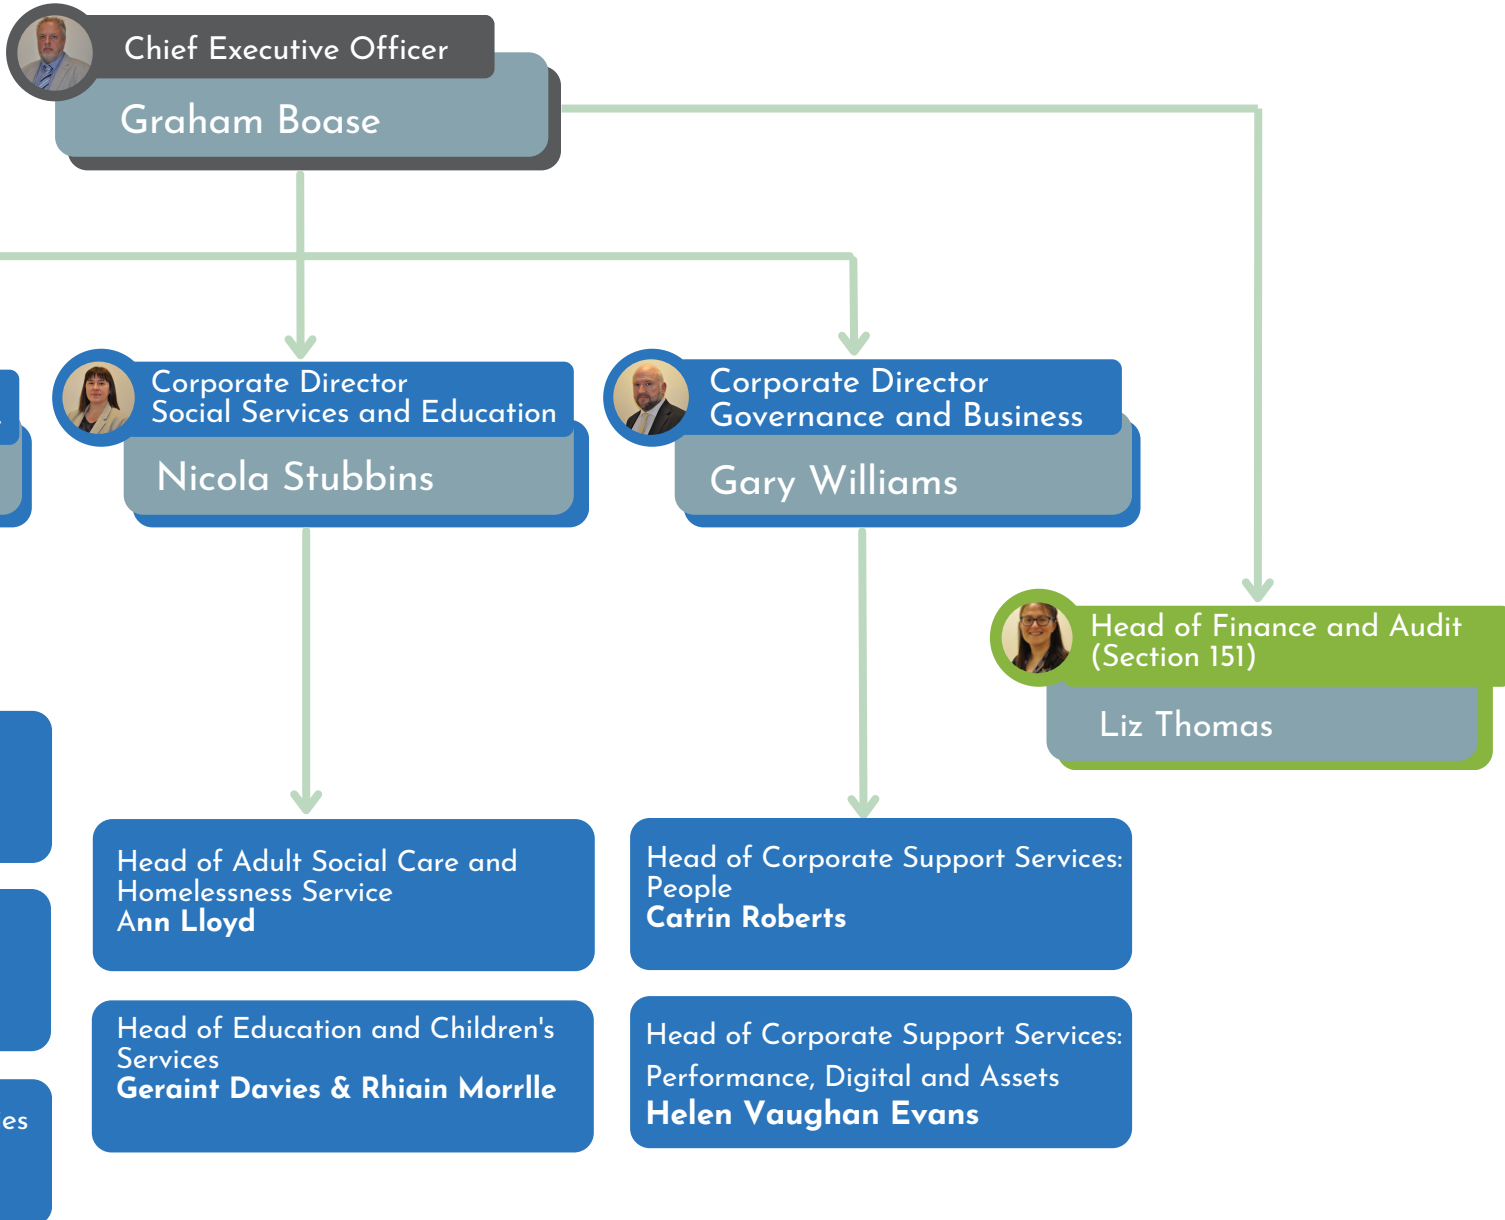 Chief Executive Officer
Graham Boase
Corporate Director
Social Services and Education
Nicola Stubbins
Corporate Director
Governance and Business
Gary Williams
Head of Finance and Audit
(Section 151)
Liz Thomas
Head of Adult Social Care and
Homelessness Service
Ann Lloyd
Head of Education and Children's
Services
Geraint Davies & Rhiain Morrlle
Head of Corporate Support Services:
People
Catrin Roberts
Head of Corporate Support Services:
Performance, Digital and Assets
Helen Vaughan Evans